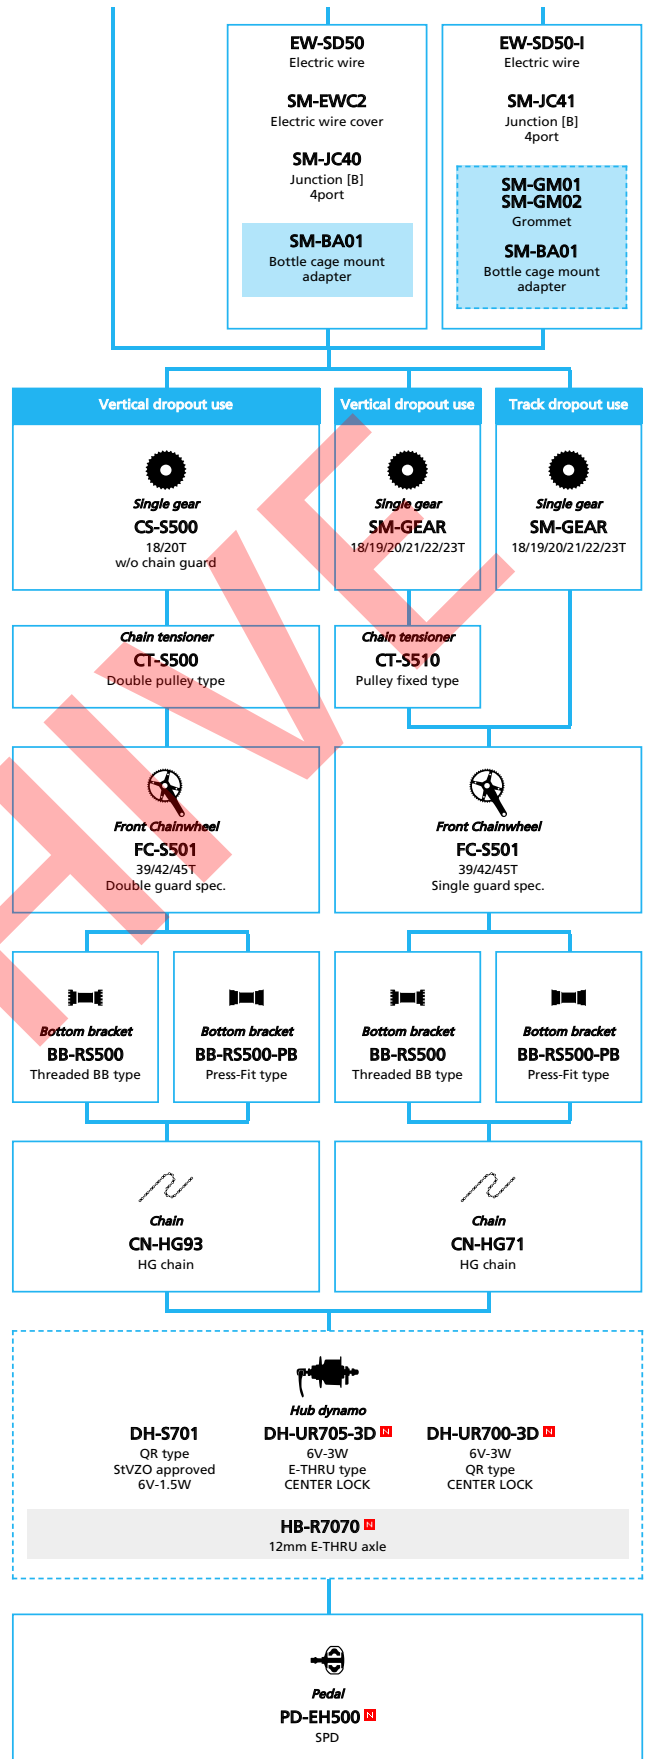 EW-SD50
Electric wire
SM-EWC2
Electric wire cover
SM-JC40
Junction [B]
4port
SM-BA01
Bottle cage mount
adapter
EW-SD50-I
Electric wire
SM-JC41
Junction [B]
4port
SM-GM01
SM-GM02
Grommet
SM-BA01
Bottle cage mount
adapter
Vertical dropout use
Single gear
CS-S500
18/20T
w/o chain guard
Vertical dropout use
Single gear
SM-GEAR
18/19/20/21/22/23T
Track dropout use
Single gear
SM-GEAR
18/19/20/21/22/23T
Chain tensioner
CT-S500
Double pulley type
Chain tensioner
CT-S510
Pulley fixed type
Front Chainwheel
FC-S501
39/42/45T
Double guard spec.
Front Chainwheel
FC-S501
39/42/45T
Single guard spec.
Bottom bracket
BB-RS500
Threaded BB type
Bottom bracket
BB-RS500-PB
Press-Fit type
Bottom bracket
BB-RS500
Threaded BB type
Bottom bracket
BB-RS500-PB
Press-Fit type
Chain
CN-HG93
HG chain
Chain
CN-HG71
HG chain
Hub dynamo
DH-S701
QR type
StVZO approved
6V-1.5W
DH-UR705-3D N
6V-3W
E-THRU type
CENTER LOCK
DH-UR700-3D N
6V-3W
QR type
CENTER LOCK
HB-R7070 N
12mm E-THRU axle
Pedal
PD-EH500 N
SPD
HIVE